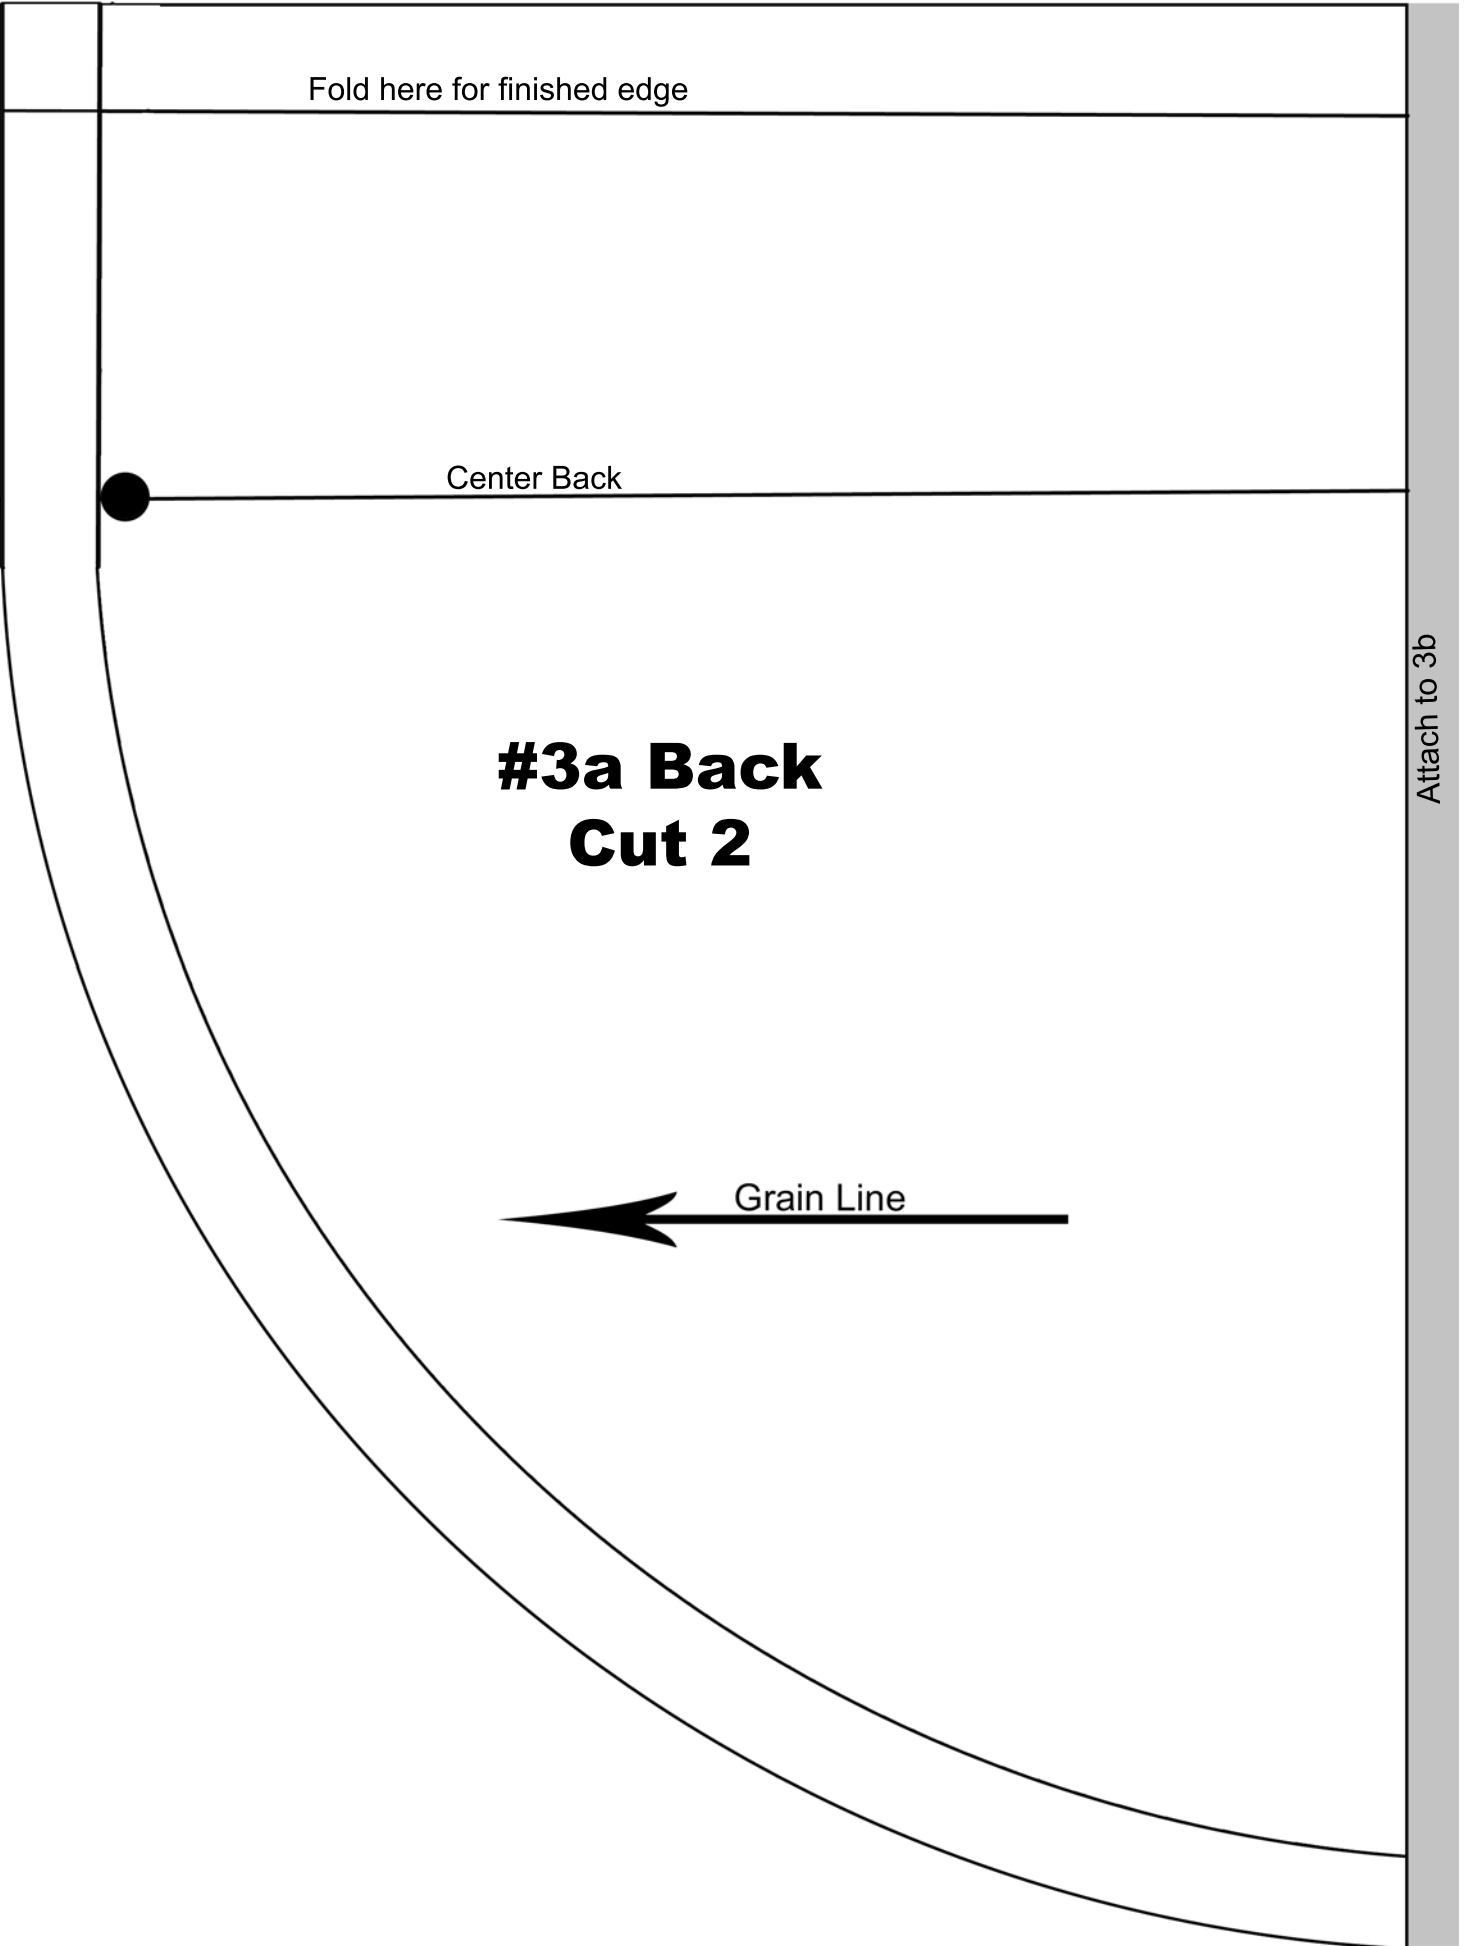 Fold here for finished edge
Center Back
Attach to 3b
#3a Back
Cut 2
Grain Line